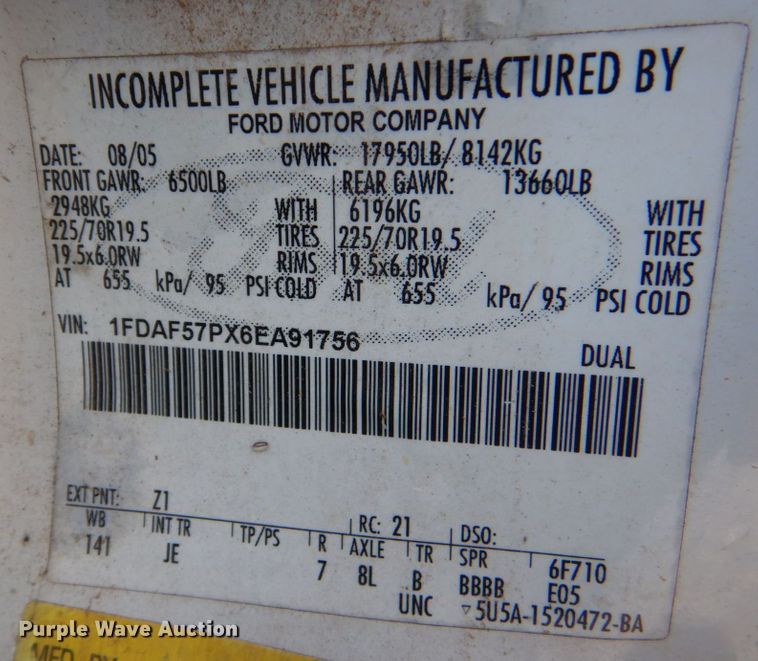 INCOMPLETE VEHICLE MANUFACTURED BY
FORD MOTOR COMPANY
DATE: 08/05 GVWR: 17950LB/ 8142KG
FRONT GAWR: 6500LB REAR GAWR: 13660LB
2948KG WITH 6196KG WITH
225/70R19.5 TIRES 225/70R19.5 TIRES
19.5x6.0RW RIMS 19.5x6.0RW RIMS
AT 655 kPa/ 95 PSI COLD AT 655 kPa/ 95 PSI COLD
VIN: 1FDAF57PX6EA91756
DUAL
EXT PNT: Z1 RC: 21 DSO:
WB INT TR TP/PS R AXLE TR SPR 6F710
141 JE 7 8L B BBBB E05
UNC ▿5U5A-1520472-BA
Purple Wave Auction
MFD BY